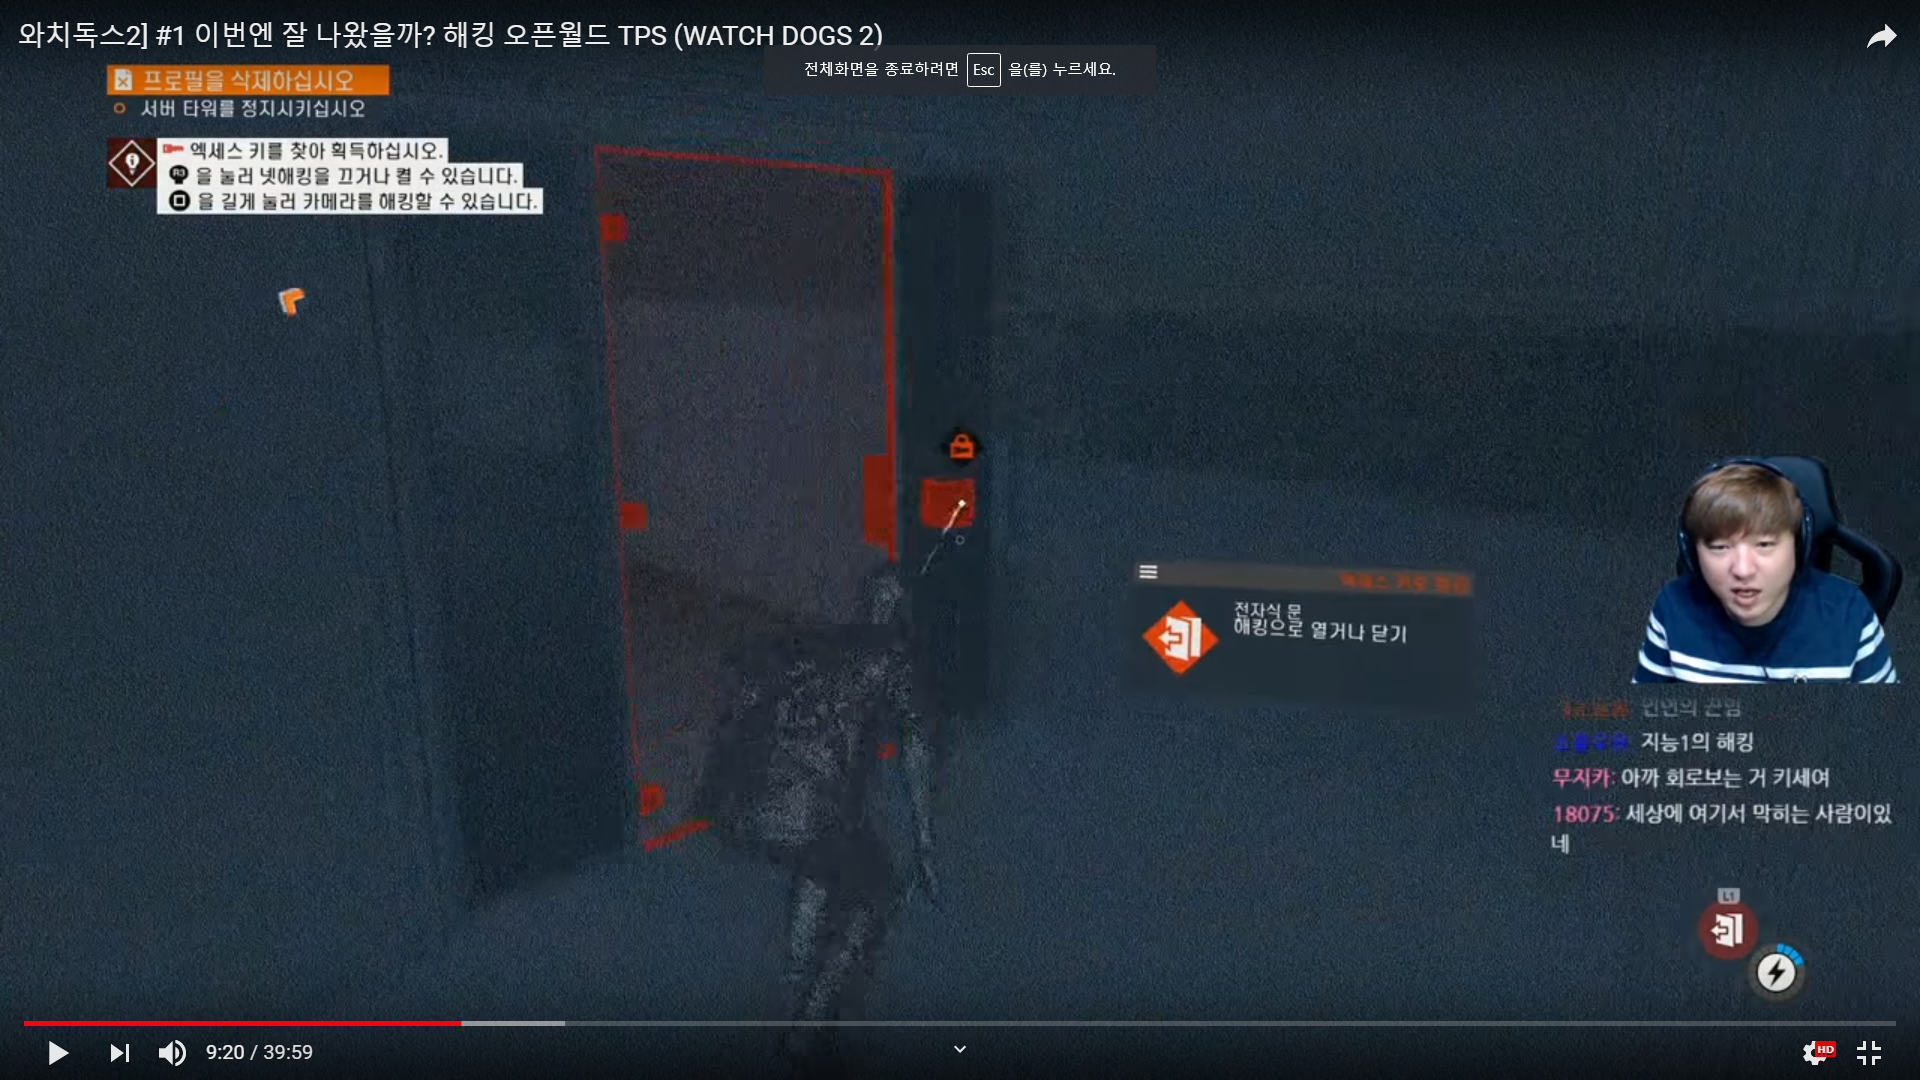 와치독스2] #1 이번엔 잘 나왔을까? 해킹 오픈월드 TPS (WATCH DOGS 2)
전체화면을 종료하려면 Esc 을(를) 누르세요.
프로필을 삭제하십시오
서버 타워를 정지시키십시오
엑세스 키를 찾아 획득하십시오.
R3 을 눌러 넷해킹을 끄거나 켤 수 있습니다.
을 길게 눌러 카메라를 해킹할 수 있습니다.
전자식 문
해킹으로 열거나 닫기
인연의 끈임
지능1의 해킹
무지카: 아까 회로보는 거 키세여
18075: 세상에 여기서 막히는 사람이있
네
L1
9:20 / 39:59
HD